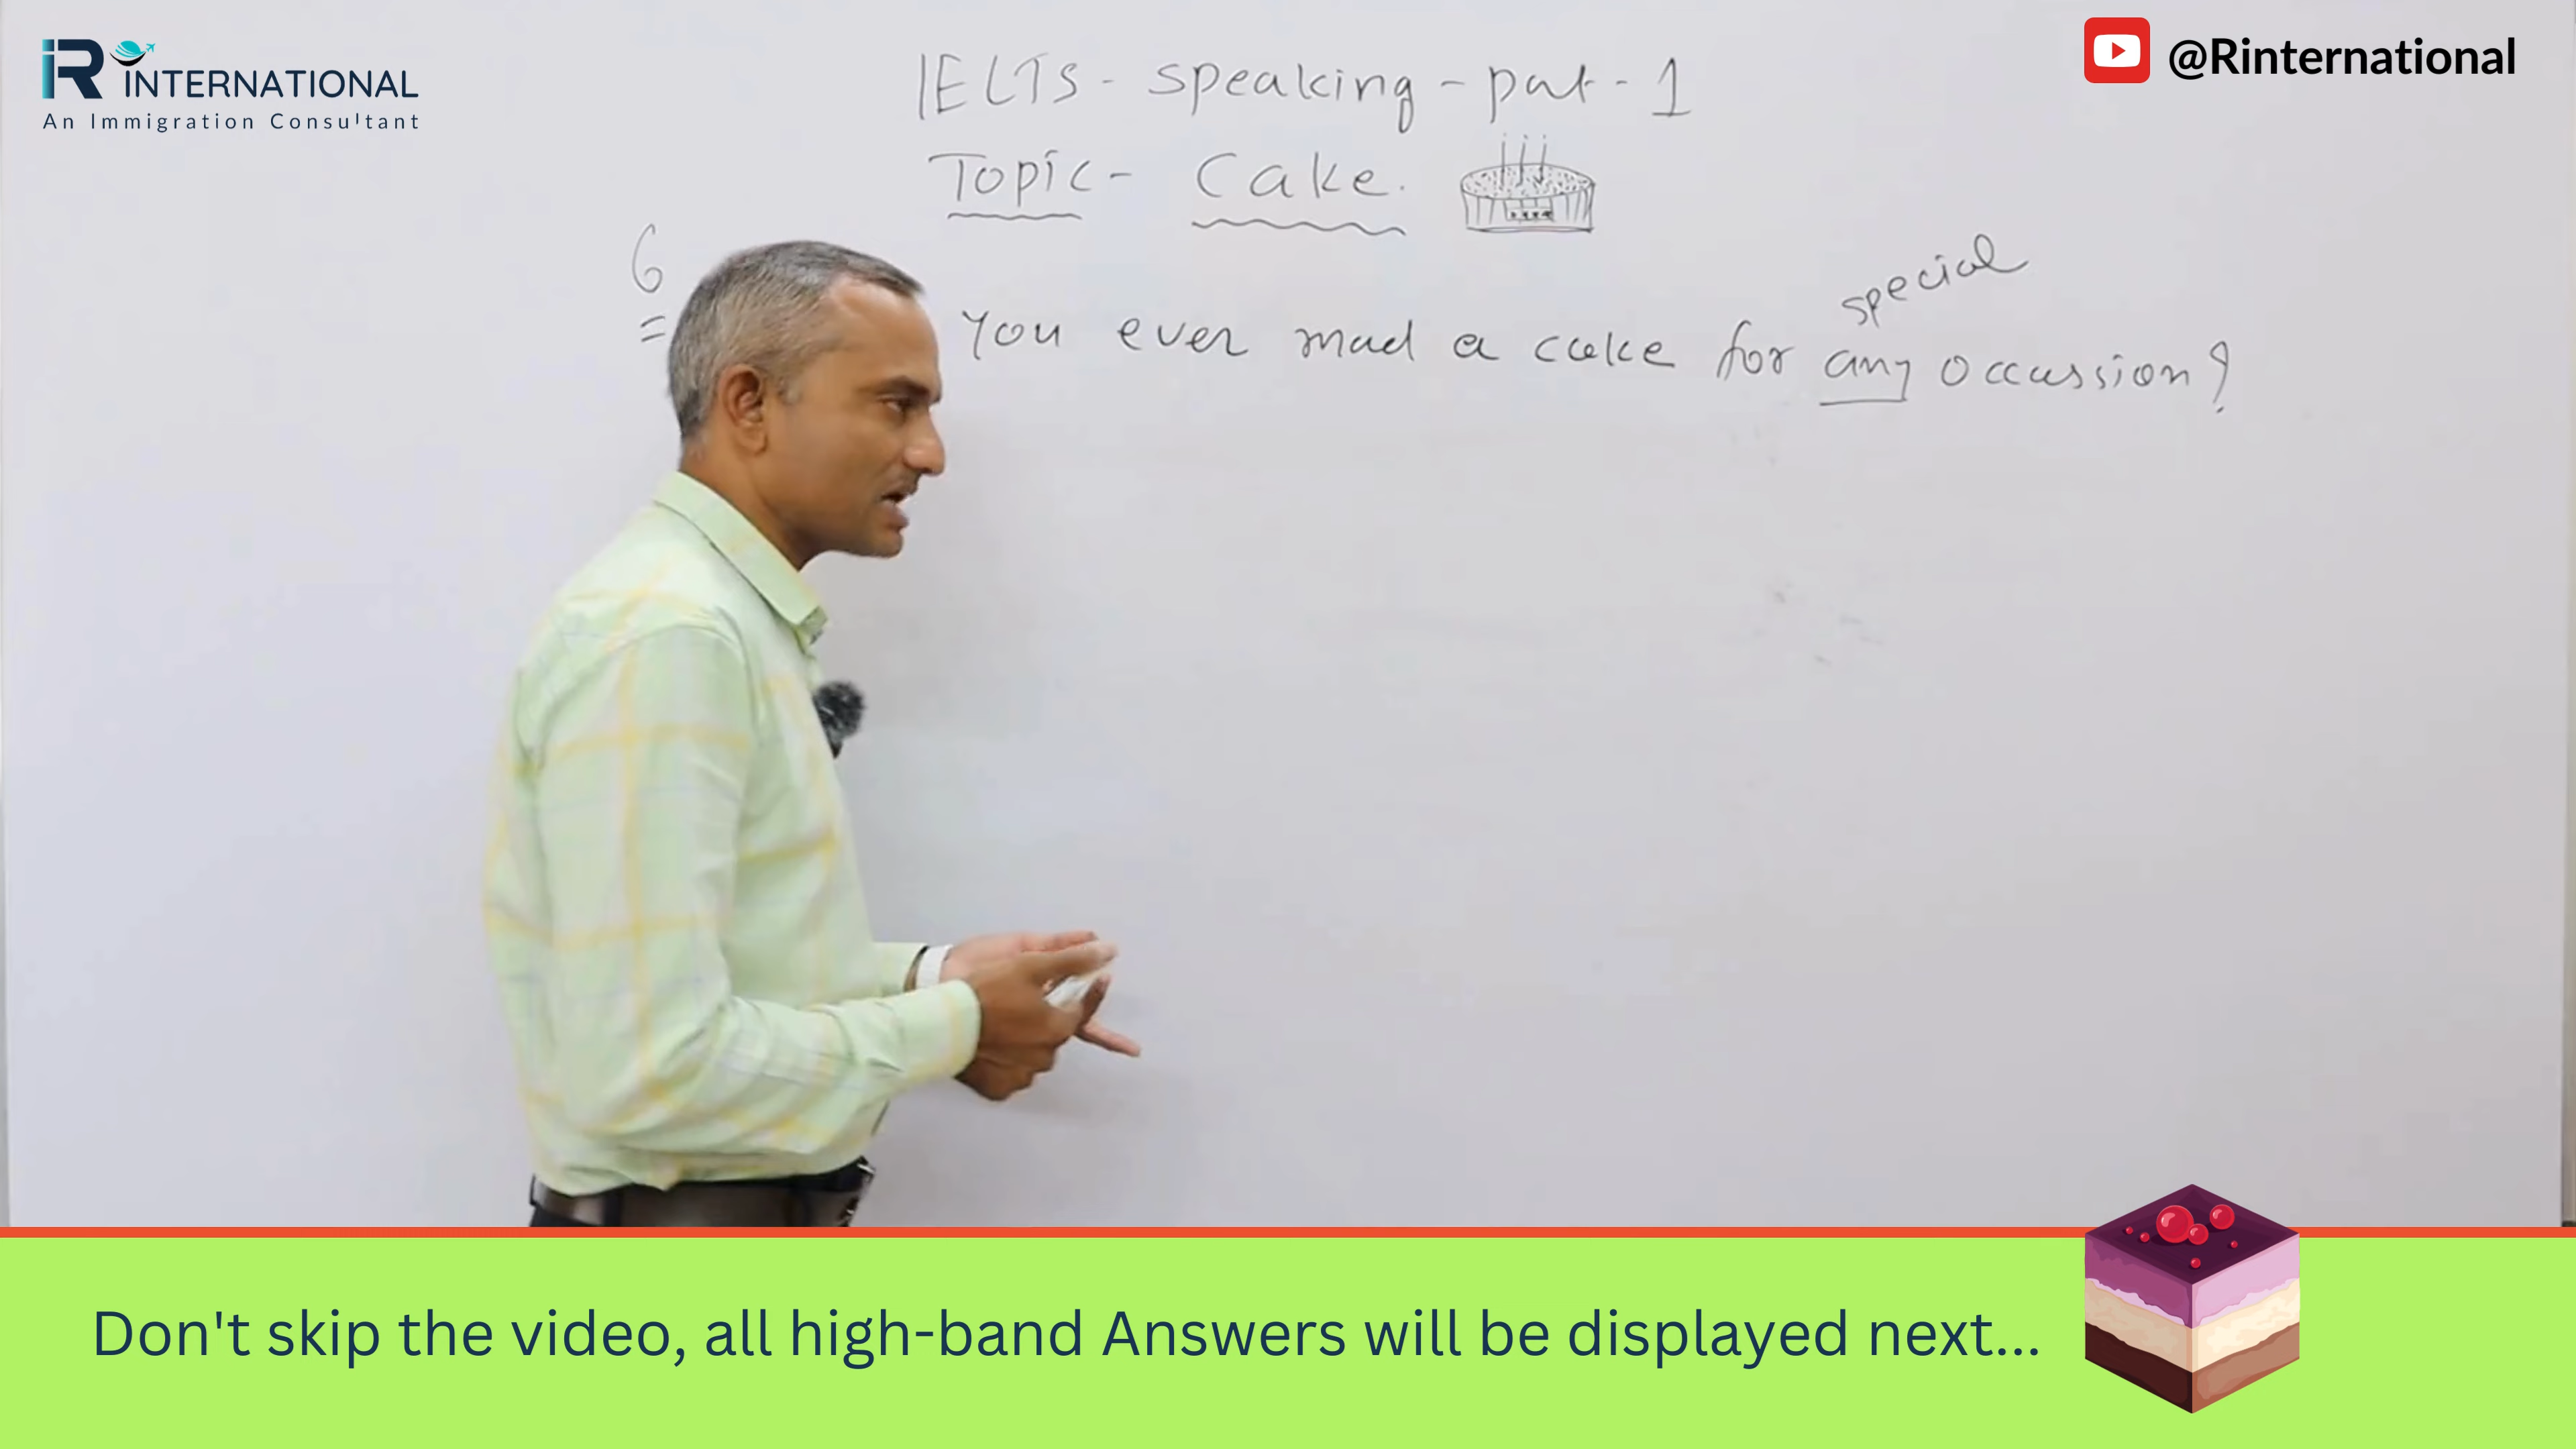 iR INTERNATIONAL
An Immigration Consultant
@Rinternational
IELTS - speaking - part - 1
Topic - Cake.
6
special
You ever mad a cake for any occassion?
Don't skip the video, all high-band Answers will be displayed next...